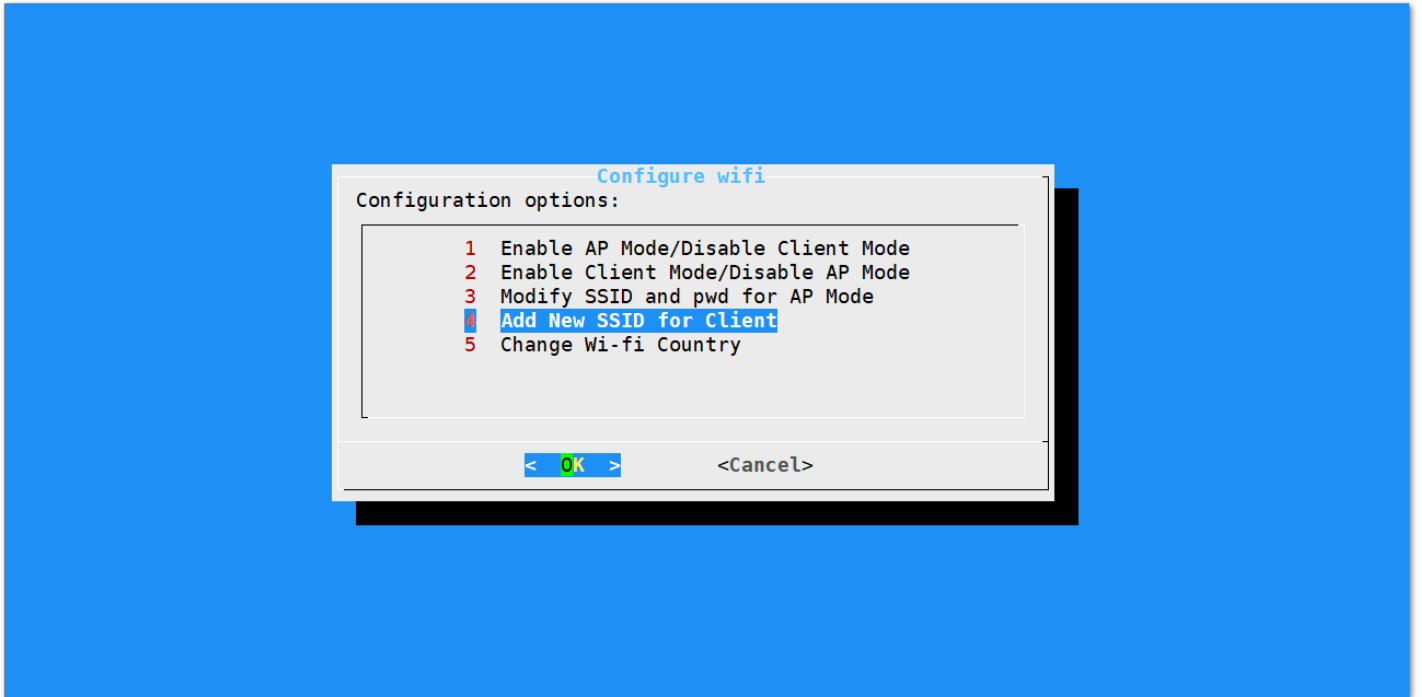 Configure wifi
Configuration options:
1 Enable AP Mode/Disable Client Mode
2 Enable Client Mode/Disable AP Mode
3 Modify SSID and pwd for AP Mode
4 Add New SSID for Client
5 Change Wi-fi Country
< OK > <Cancel>